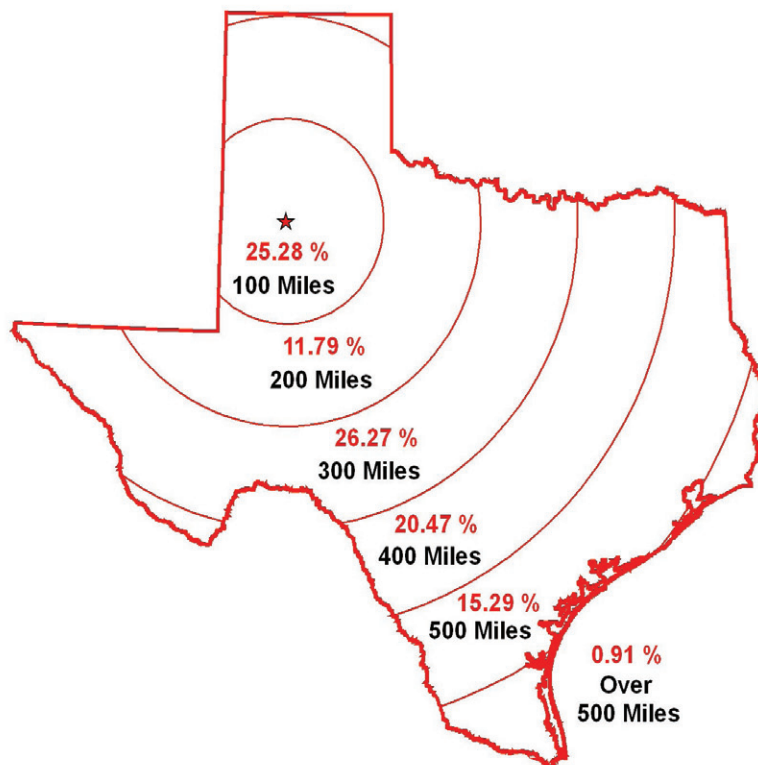 25.28 %
100 Miles
11.79 %
200 Miles
26.27 %
300 Miles
20.47 %
400 Miles
15.29 %
500 Miles
0.91 %
Over
500 Miles